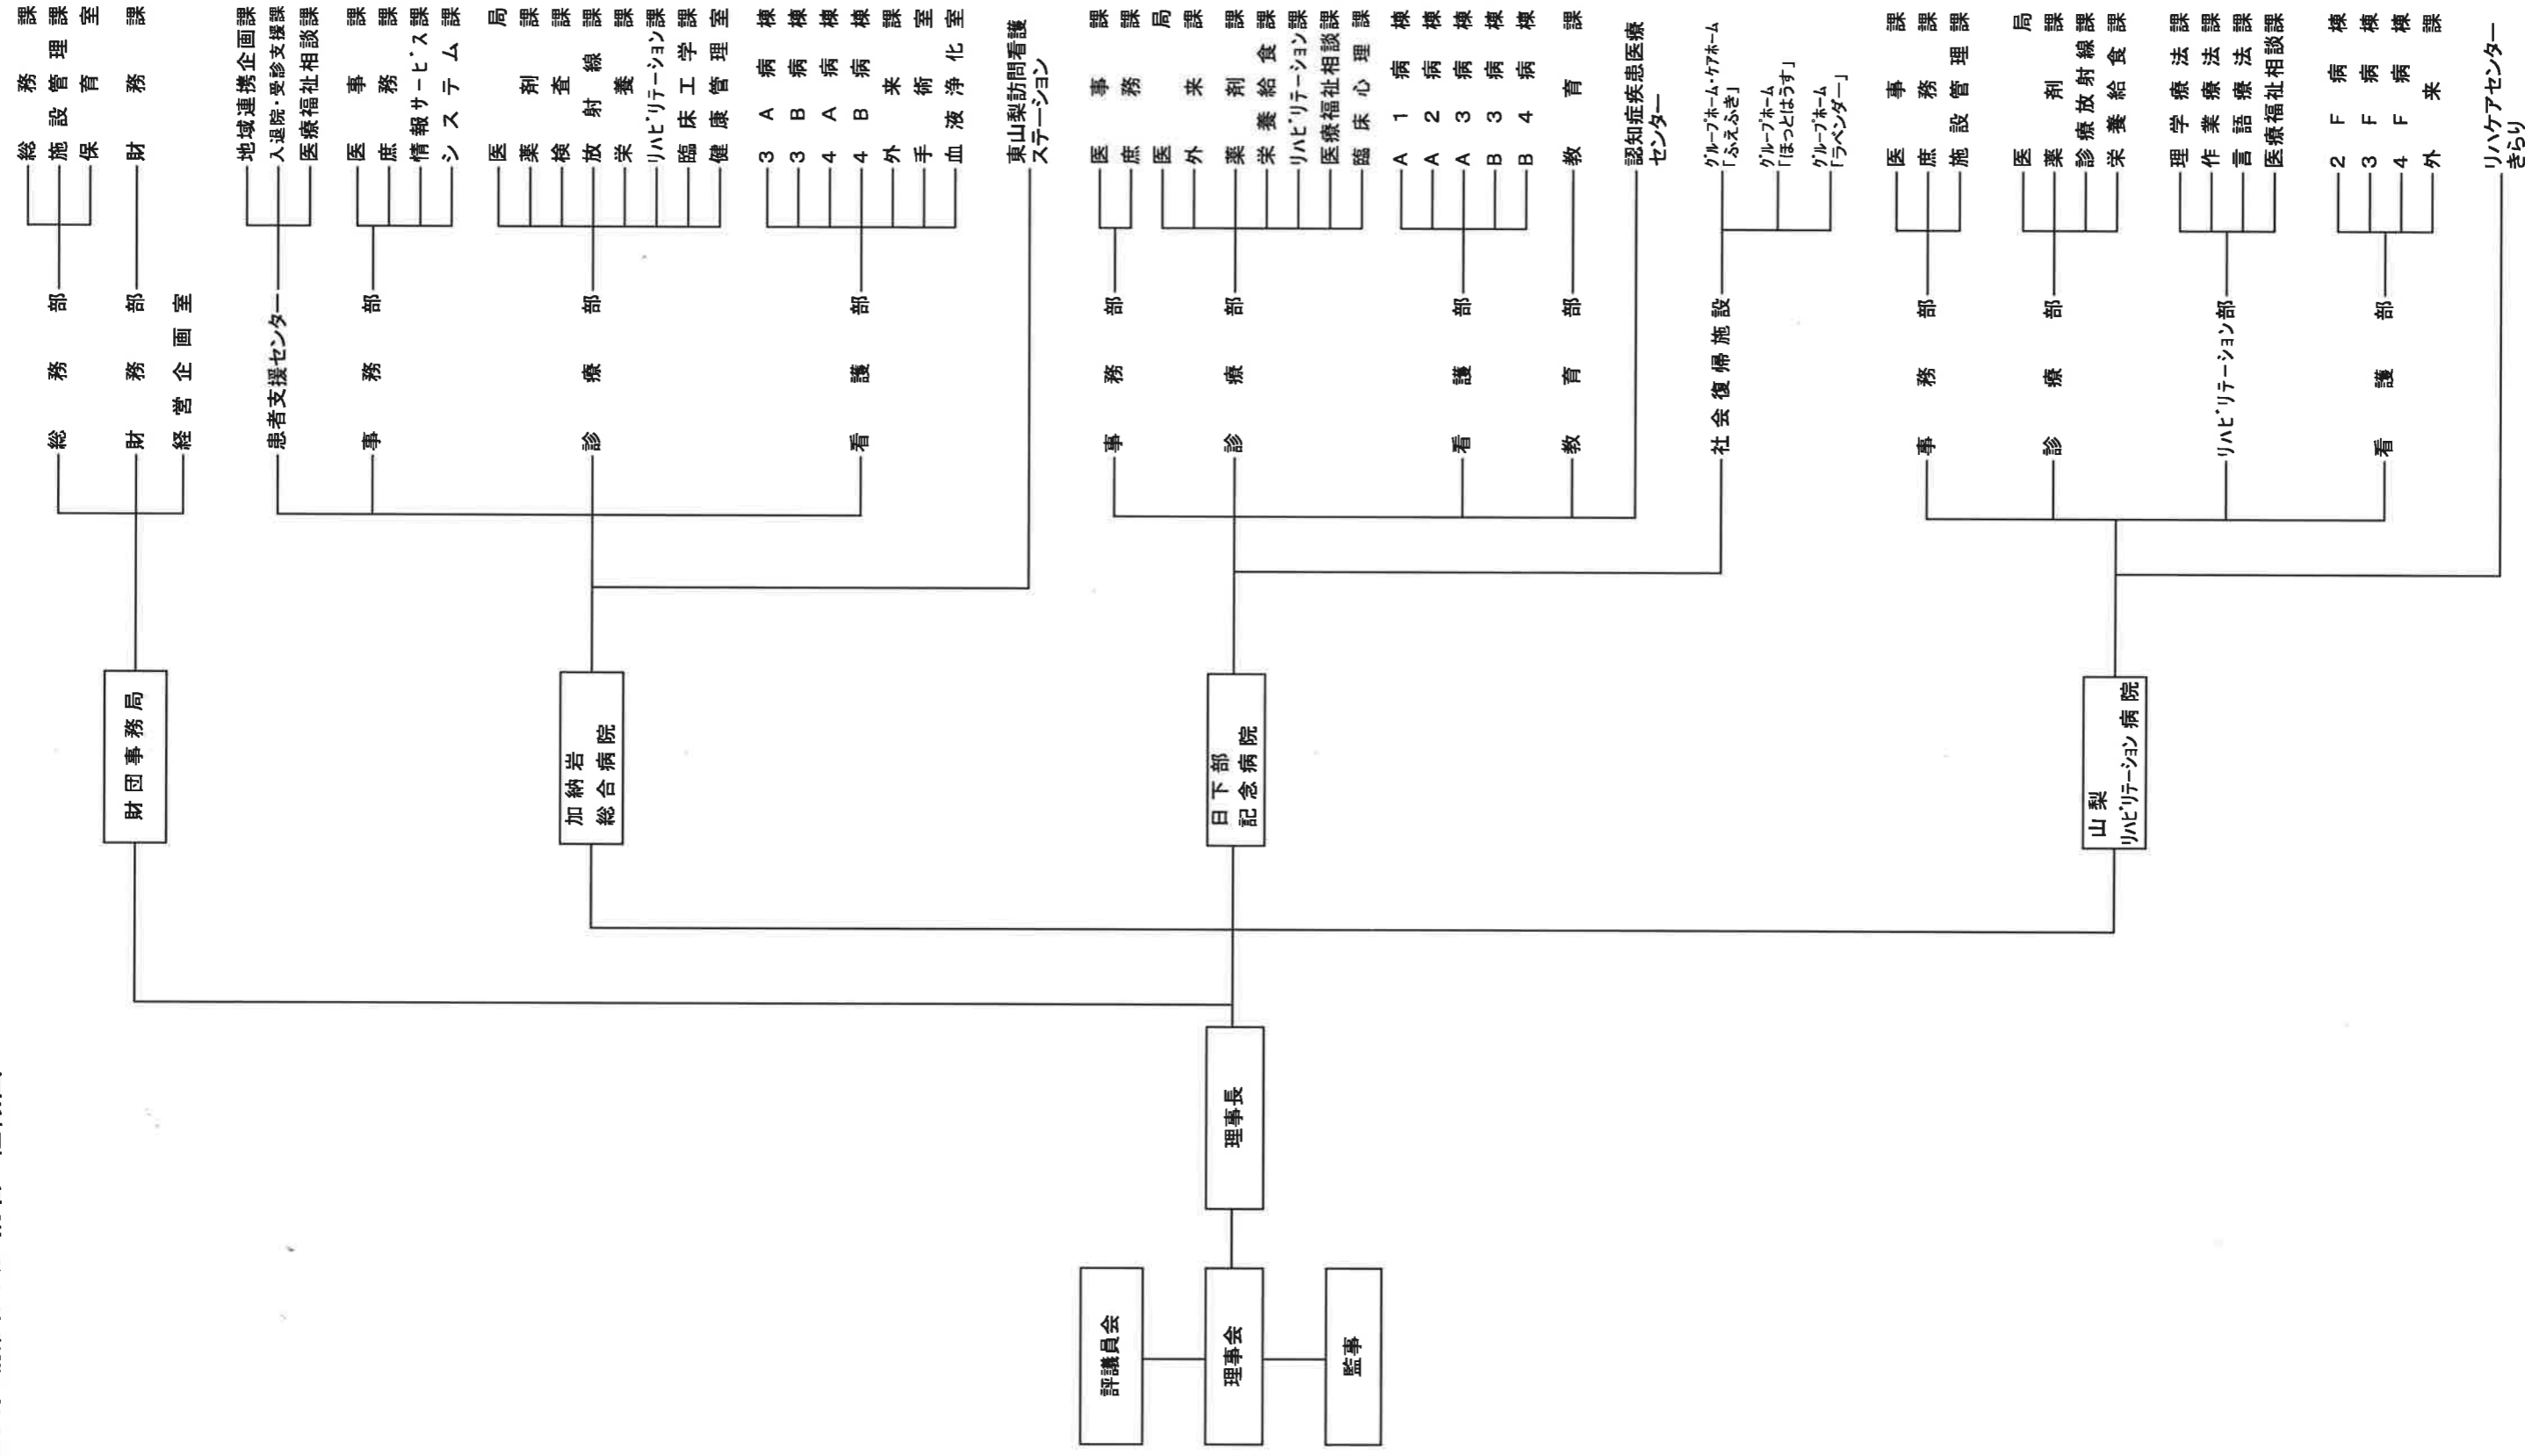 評議員会
理事会
監事
理事長
財団事務局
総務部
総務課
施設管理課
保育室
財務部
財務課
経営企画室
加納岩
総合病院
患者支援センター
地域連携企画課
入退院・受診支援課
医療福祉相談課
事務部
医事課
庶務課
情報サービス課
システム課
診療部
医局
薬剤課
検査課
放射線課
栄養課
リハビリテーション課
臨床工学課
健康管理室
看護部
3A病棟
3B病棟
4A病棟
4B病棟
外来課
手術室
血液浄化室
東山梨訪問看護
ステーション
日下部
記念病院
事務部
医事課
庶務課
診療部
医局
外来課
薬剤課
栄養給食課
リハビリテーション課
医療福祉相談課
臨床心理課
看護部
A1病棟
A2病棟
A3病棟
B3病棟
B4病棟
教育部
教育課
認知症疾患医療
センター
社会復帰施設
グループホーム・ケアホーム
「ふえふき」
グループホーム
「ほっとはうす」
グループホーム
「ラベンダー」
山梨
リハビリテーション病院
事務部
医事課
庶務課
施設管理課
診療部
医局
薬剤課
診療放射線課
栄養給食課
リハビリテーション部
理学療法課
作業療法課
言語療法課
医療福祉相談課
看護部
2F病棟
3F病棟
4F病棟
外来課
リハケアセンター
きらり